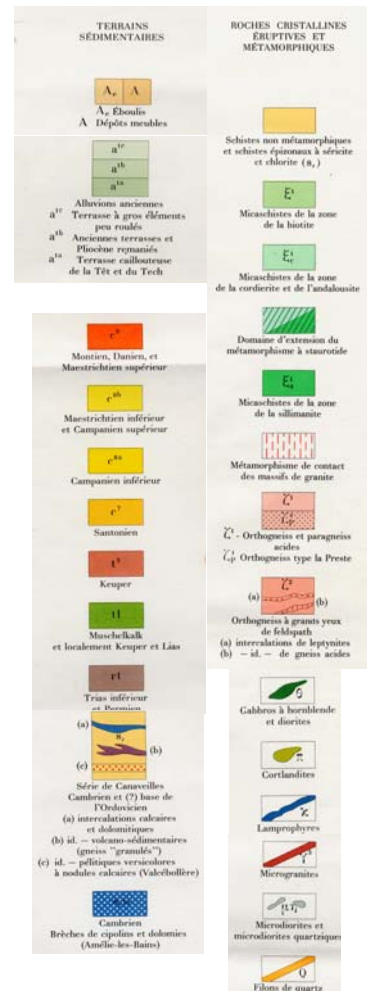 TERRAINS
SÉDIMENTAIRES
Ae A
Ae Éboulis
A Dépôts meubles
a1c
a1b
a1a
Alluvions anciennes
a1c Terrasse à gros éléments
peu roulés
a1b Anciennes terrasses et
Pliocène remaniés
a1a Terrasse caillouteuse
de la Têt et du Tech
c9
Montien, Danien, et
Maestrichtien supérieur
c8b
Maestrichtien inférieur
et Campanien supérieur
c8a
Campanien inférieur
c7
Santonien
t3
Keuper
tl
Muschelkalk
et localement Keuper et Lias
rt
Trias inférieur
et Permien
(a)
(b)
(c)
Série de Canaveilles
Cambrien et (?) base de
l'Ordovicien
(a) intercalations calcaires
et dolomitiques
(b) id. — volcano-sédimentaires
(gneiss "granulés")
(c) id. — pélitiques versicolores
à nodules calcaires (Valcébollère)
Cambrien
Brèches de cipolins et dolomies
(Amélie-les-Bains)
ROCHES CRISTALLINES
ÉRUPTIVES ET
MÉTAMORPHIQUES
Schistes non métamorphiques
et schistes épizonaux à séricite
et chlorite (s,)
ξ1
Micaschistes de la zone
de la biotite
Micaschistes de la zone
de la cordierite et de l'andalousite
Domaine d'extension du
métamorphisme à staurotide
Micaschistes de la zone
de la sillimanite
Métamorphisme de contact
des massifs de granite
ζ1
ζ1p
ζ1 - Orthogneiss et paragneiss
acides
ζ1p Orthogneiss type la Preste
(a) (b)
Orthogneiss à grants yeux
de feldspath
(a) intercalations de leptynites
(b) — id. — de gneiss acides
θ
Gabbros à hornblende
et diorites
π
Cortlandites
Lamprophyres
Microgranites
Microdiorites et
microdiorites quartziques
Q
Filons de quartz